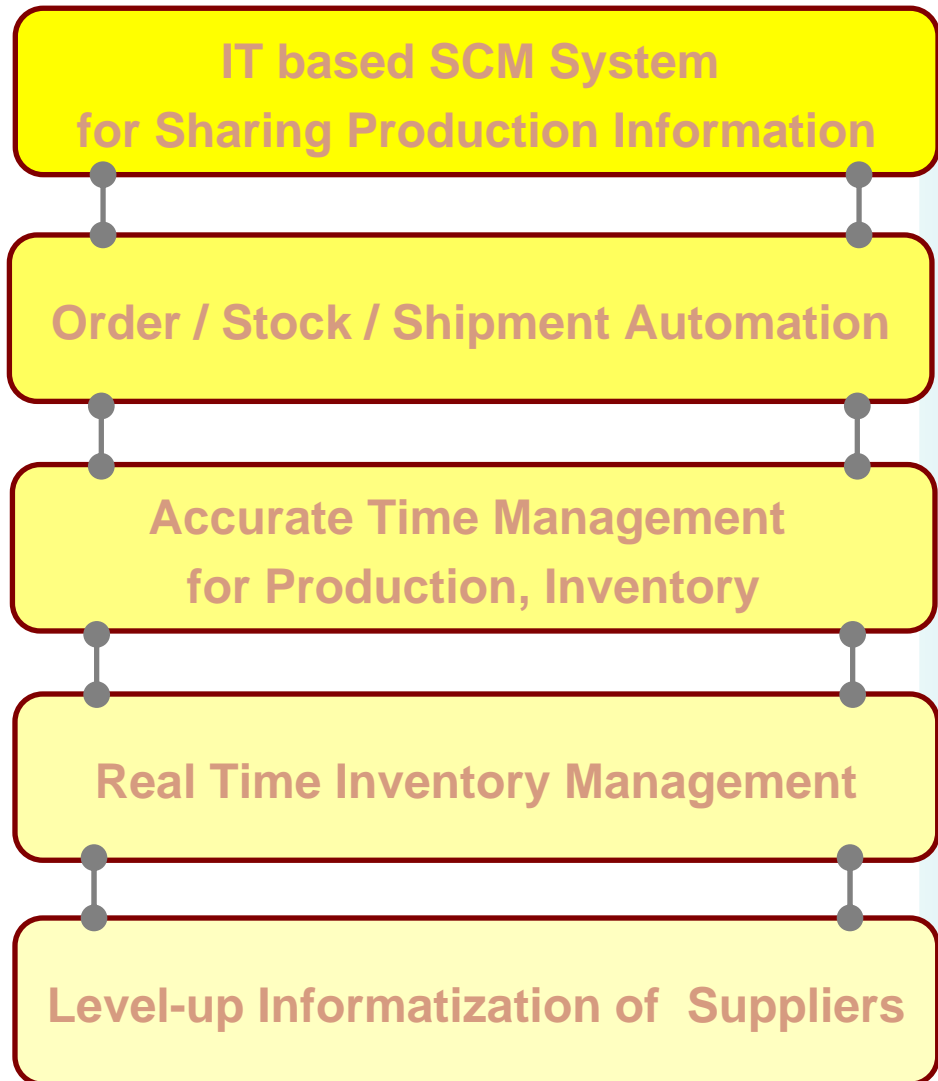 IT based SCM System
for Sharing Production Information
Order / Stock / Shipment Automation
Accurate Time Management
for Production, Inventory
Real Time Inventory Management
Level-up Informatization of Suppliers